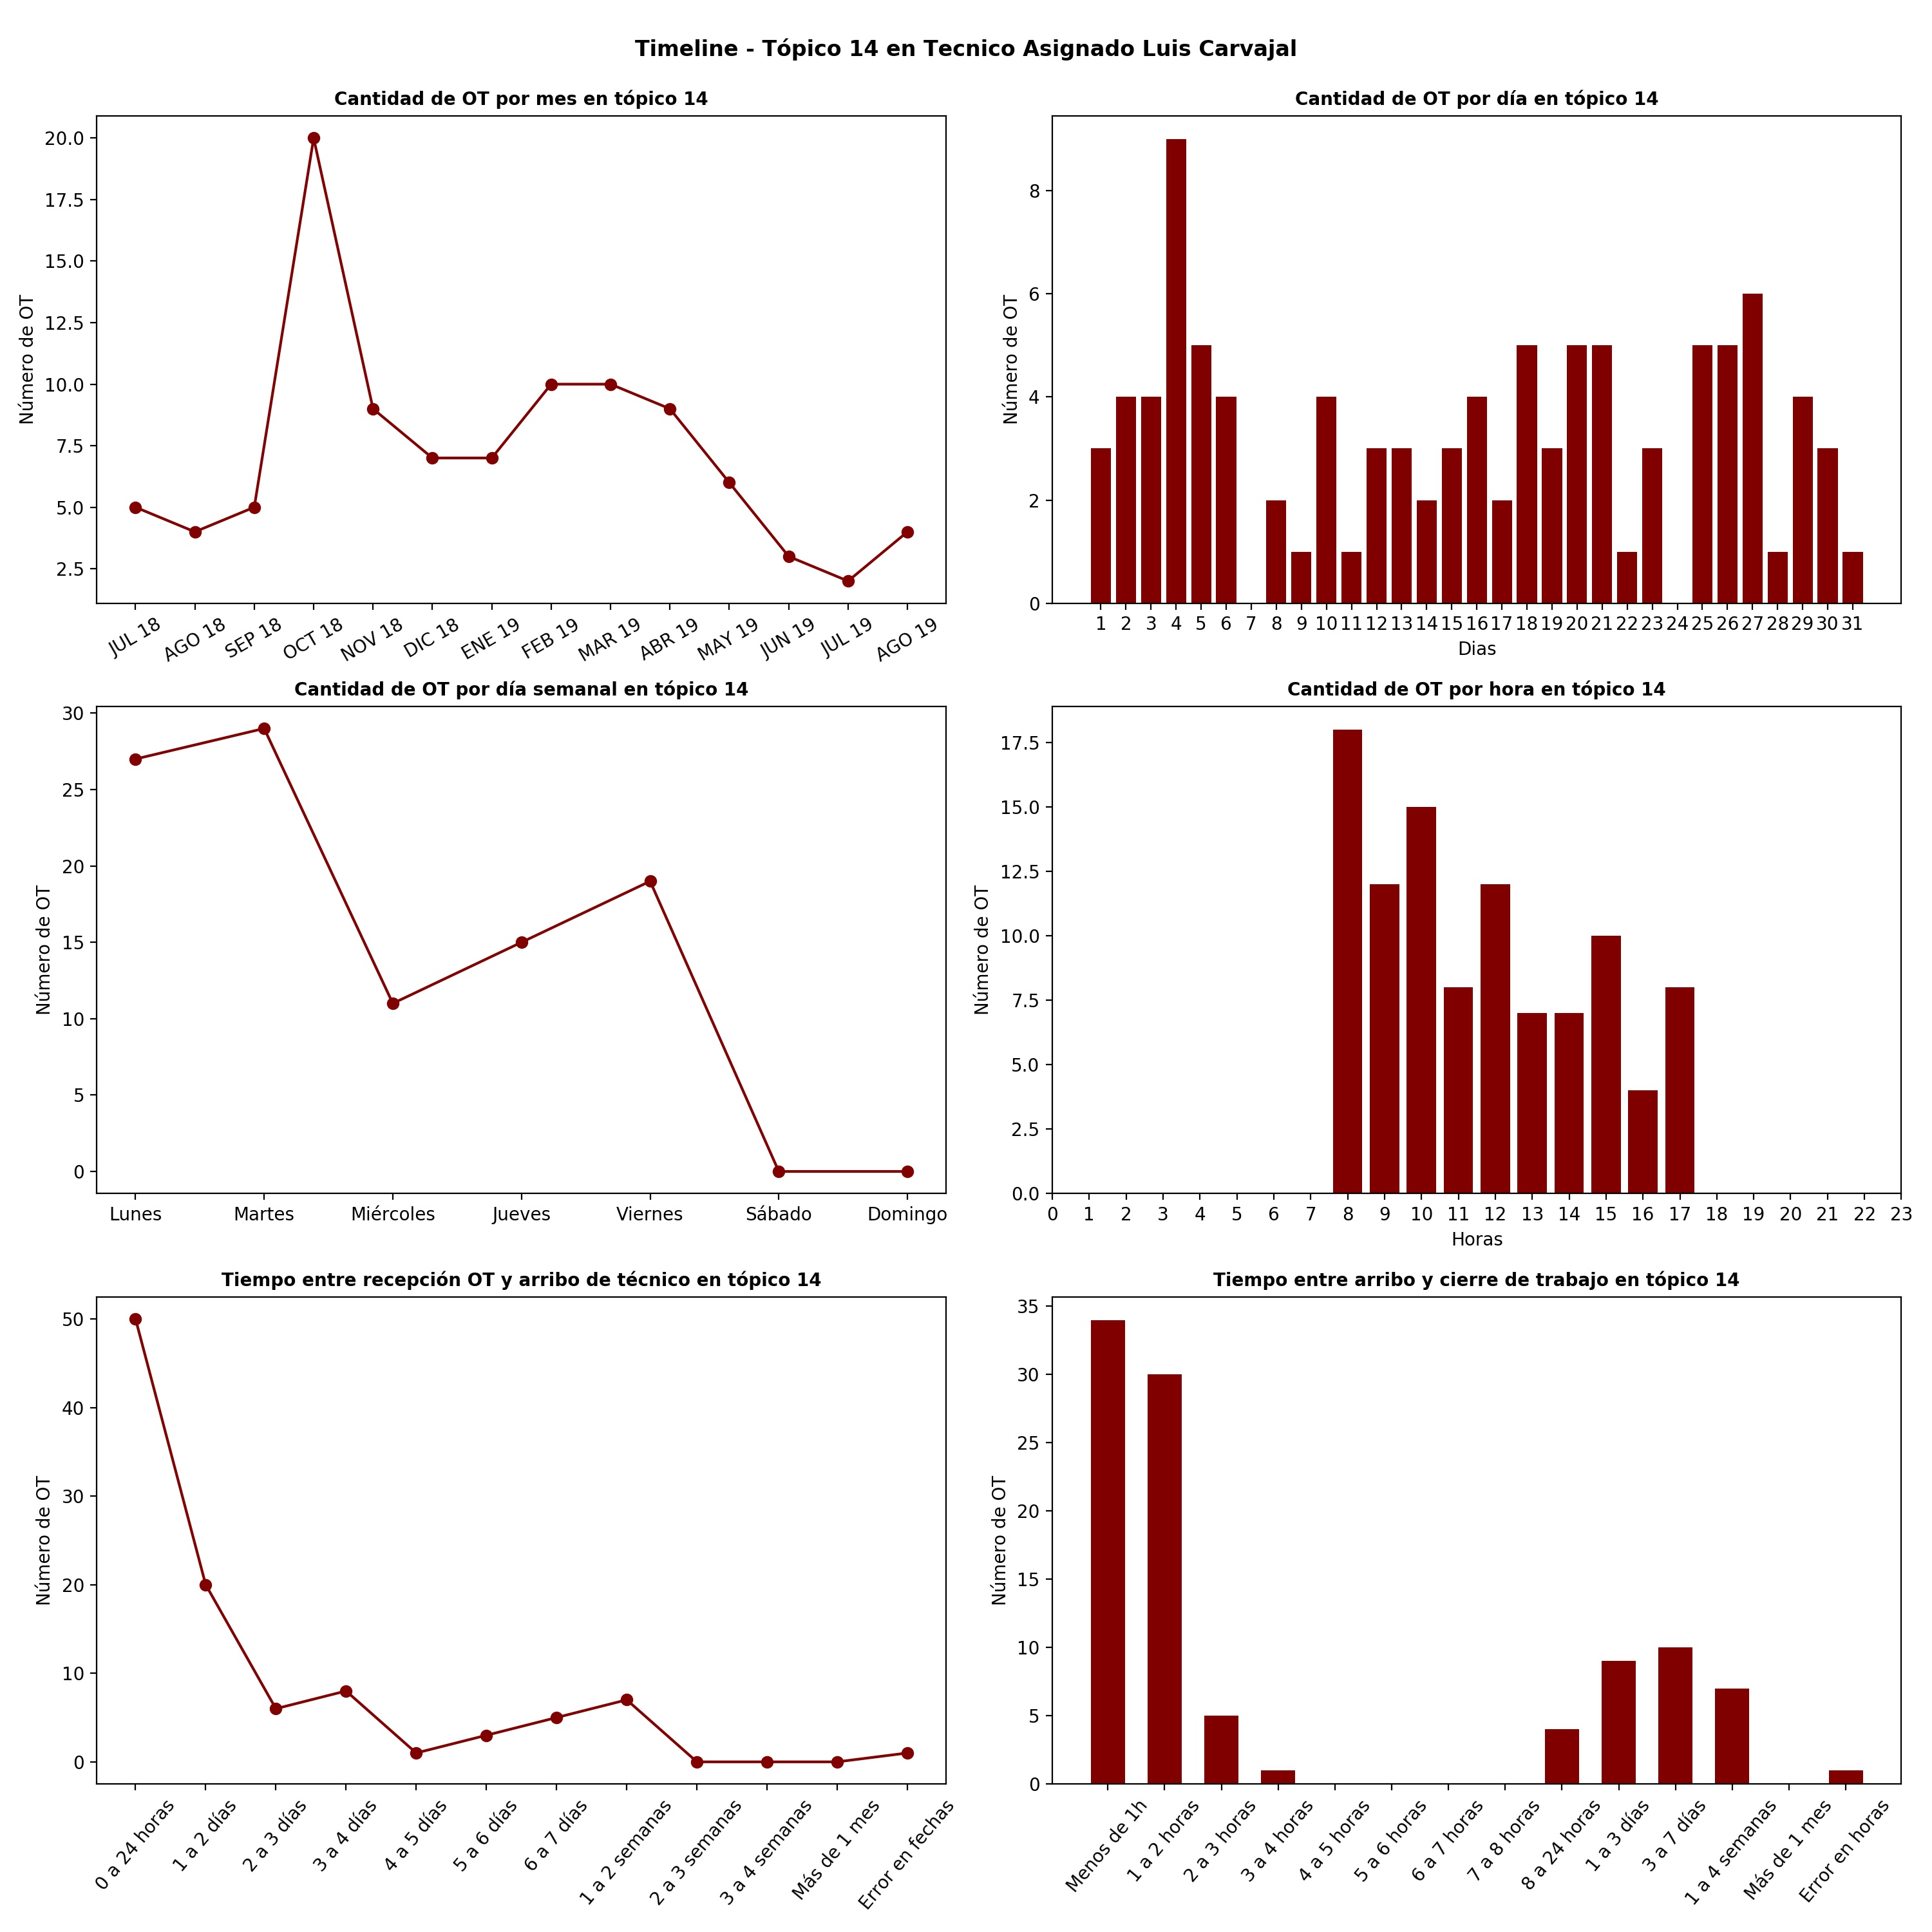 Timeline - Tópico 14 en Tecnico Asignado Luis Carvajal
Cantidad de OT por mes en tópico 14
Número de OT
20.0
17.5
15.0
12.5
10.0
7.5
5.0
2.5
JUL 18 AGO 18 SEP 18 OCT 18 NOV 18 DIC 18 ENE 19 FEB 19 MAR 19 ABR 19 MAY 19 JUN 19 JUL 19 AGO 19
Cantidad de OT por día en tópico 14
Número de OT
8
6
4
2
0
1 2 3 4 5 6 7 8 9 10 11 12 13 14 15 16 17 18 19 20 21 22 23 24 25 26 27 28 29 30 31
Dias
Cantidad de OT por día semanal en tópico 14
Número de OT
30
25
20
15
10
5
0
Lunes Martes Miércoles Jueves Viernes Sábado Domingo
Cantidad de OT por hora en tópico 14
Número de OT
17.5
15.0
12.5
10.0
7.5
5.0
2.5
0.0
0 1 2 3 4 5 6 7 8 9 10 11 12 13 14 15 16 17 18 19 20 21 22 23
Horas
Tiempo entre recepción OT y arribo de técnico en tópico 14
Número de OT
50
40
30
20
10
0
0 a 24 horas 1 a 2 días 2 a 3 días 3 a 4 días 4 a 5 días 5 a 6 días 6 a 7 días 1 a 2 semanas 2 a 3 semanas 3 a 4 semanas Más de 1 mes Error en fechas
Tiempo entre arribo y cierre de trabajo en tópico 14
Número de OT
35
30
25
20
15
10
5
0
Menos de 1h 1 a 2 horas 2 a 3 horas 3 a 4 horas 4 a 5 horas 5 a 6 horas 6 a 7 horas 7 a 8 horas 8 a 24 horas 1 a 3 días 3 a 7 días 1 a 4 semanas Más de 1 mes Error en horas